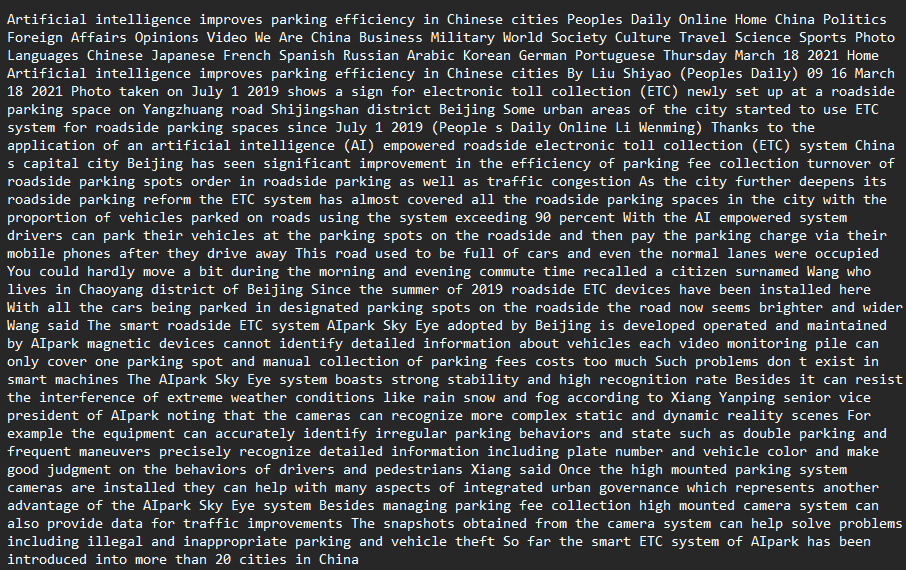 Artificial intelligence improves parking efficiency in Chinese cities Peoples Daily Online Home China Politics
Foreign Affairs Opinions Video We Are China Business Military World Society Culture Travel Science Sports Photo
Languages Chinese Japanese French Spanish Russian Arabic Korean German Portuguese Thursday March 18 2021 Home
Artificial intelligence improves parking efficiency in Chinese cities By Liu Shiyao (Peoples Daily) 09 16 March
18 2021 Photo taken on July 1 2019 shows a sign for electronic toll collection (ETC) newly set up at a roadside
parking space on Yangzhuang road Shijingshan district Beijing Some urban areas of the city started to use ETC
system for roadside parking spaces since July 1 2019 (People s Daily Online Li Wenming) Thanks to the
application of an artificial intelligence (AI) empowered roadside electronic toll collection (ETC) system China
s capital city Beijing has seen significant improvement in the efficiency of parking fee collection turnover of
roadside parking spots order in roadside parking as well as traffic congestion As the city further deepens its
roadside parking reform the ETC system has almost covered all the roadside parking spaces in the city with the
proportion of vehicles parked on roads using the system exceeding 90 percent With the AI empowered system
drivers can park their vehicles at the parking spots on the roadside and then pay the parking charge via their
mobile phones after they drive away This road used to be full of cars and even the normal lanes were occupied
You could hardly move a bit during the morning and evening commute time recalled a citizen surnamed Wang who
lives in Chaoyang district of Beijing Since the summer of 2019 roadside ETC devices have been installed here
With all the cars being parked in designated parking spots on the roadside the road now seems brighter and wider
Wang said The smart roadside ETC system AIpark Sky Eye adopted by Beijing is developed operated and maintained
by AIpark magnetic devices cannot identify detailed information about vehicles each video monitoring pile can
only cover one parking spot and manual collection of parking fees costs too much Such problems don t exist in
smart machines The AIpark Sky Eye system boasts strong stability and high recognition rate Besides it can resist
the interference of extreme weather conditions like rain snow and fog according to Xiang Yanping senior vice
president of AIpark noting that the cameras can recognize more complex static and dynamic reality scenes For
example the equipment can accurately identify irregular parking behaviors and state such as double parking and
frequent maneuvers precisely recognize detailed information including plate number and vehicle color and make
good judgment on the behaviors of drivers and pedestrians Xiang said Once the high mounted parking system
cameras are installed they can help with many aspects of integrated urban governance which represents another
advantage of the AIpark Sky Eye system Besides managing parking fee collection high mounted camera system can
also provide data for traffic improvements The snapshots obtained from the camera system can help solve problems
including illegal and inappropriate parking and vehicle theft So far the smart ETC system of AIpark has been
introduced into more than 20 cities in China